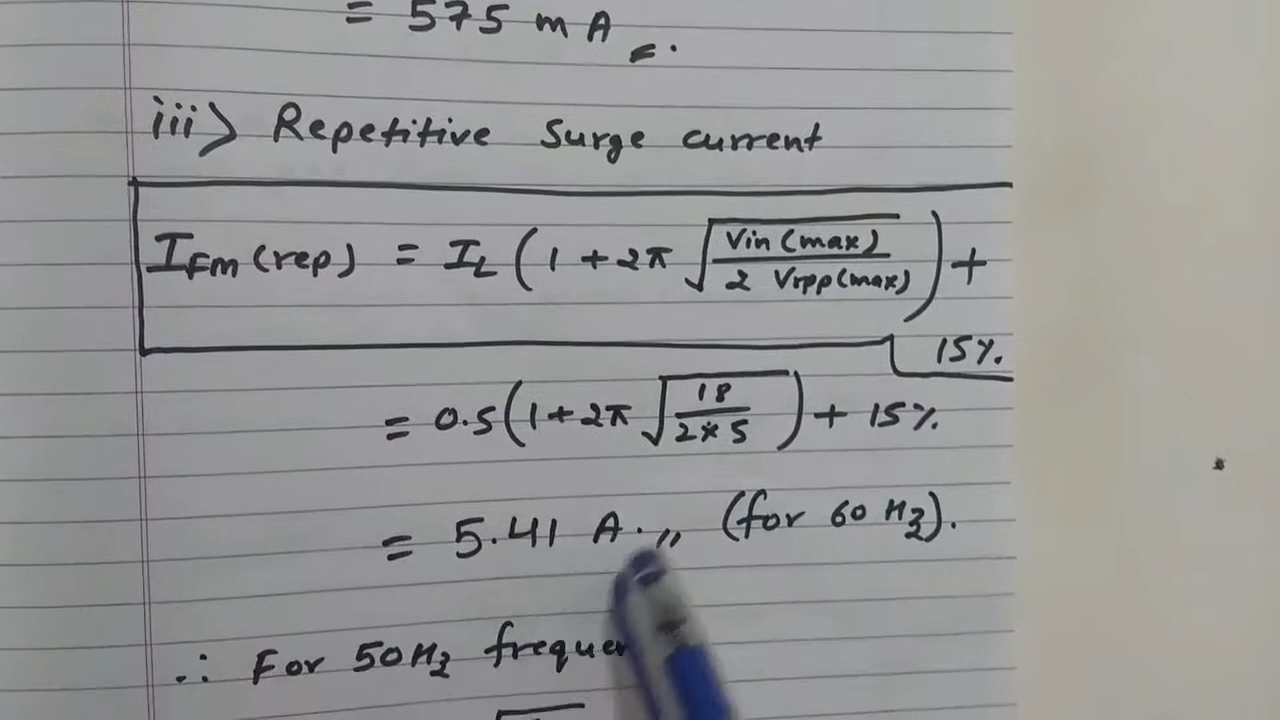 = 575 mA
iii) Repetitive Surge current
IFm (rep) = IL (1 + 2π √(Vin (max) / 2 Vrpp (max))) +
15%.
= 0.5 (1 + 2π √(18 / 2 × 5)) + 15%.
= 5.41 A.,, (for 60 Hz).
∴ For 50Hz